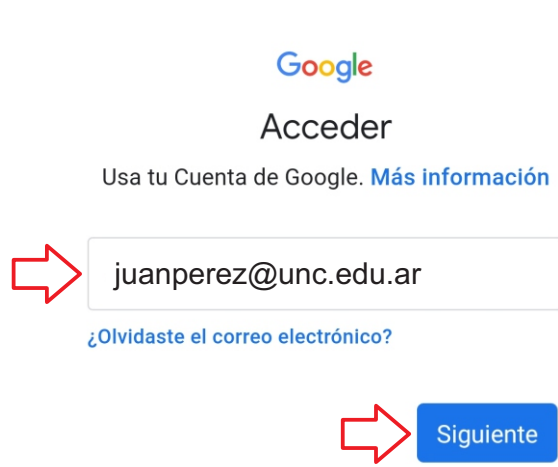 Google
Acceder
Usa tu Cuenta de Google. Más información
juanperez@unc.edu.ar
¿Olvidaste el correo electrónico?
Siguiente